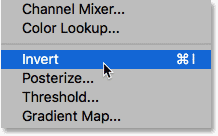 Channel Mixer...
Color Lookup...
Invert ⌘I
Posterize...
Threshold...
Gradient Map...